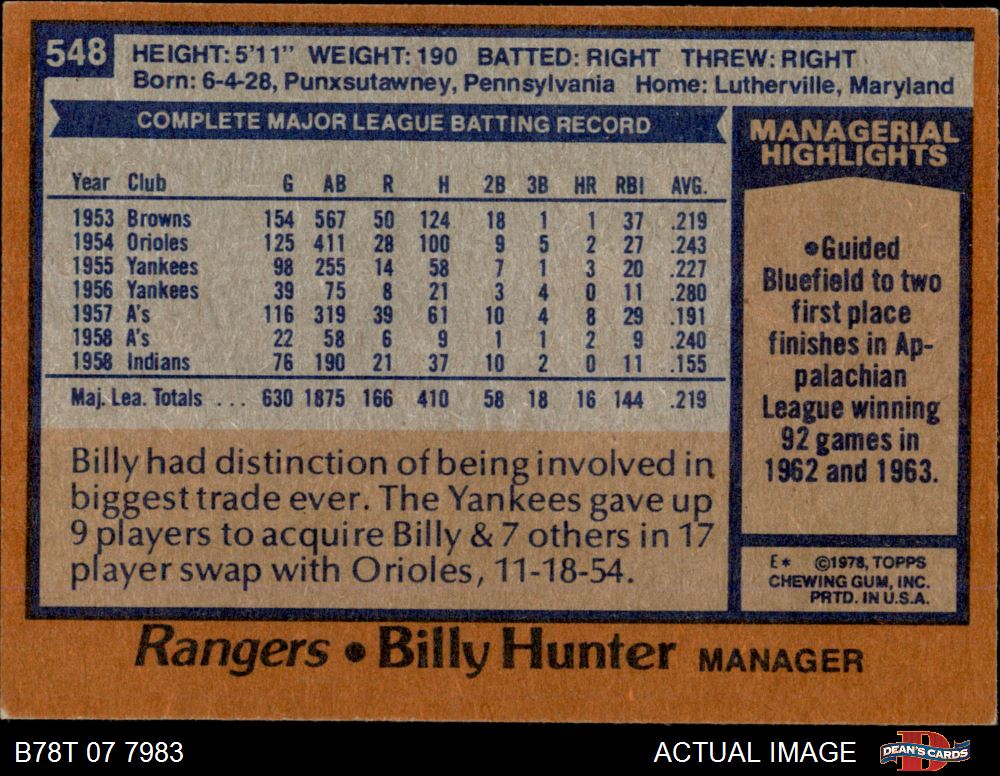 548
HEIGHT: 5'11" WEIGHT: 190 BATTED: RIGHT THREW: RIGHT
Born: 6-4-28, Punxsutawney, Pennsylvania Home: Lutherville, Maryland
COMPLETE MAJOR LEAGUE BATTING RECORD
Year Club G AB R H 2B 3B HR RBI AVG.
1953 Browns 154 567 50 124 18 1 1 37 .219
1954 Orioles 125 411 28 100 9 5 2 27 .243
1955 Yankees 98 255 14 58 7 1 3 20 .227
1956 Yankees 39 75 8 21 3 4 0 11 .280
1957 A's 116 319 39 61 10 4 8 29 .191
1958 A's 22 58 6 9 1 1 2 9 .240
1958 Indians 76 190 21 37 10 2 0 11 .155
Maj. Lea. Totals ... 630 1875 166 410 58 18 16 144 .219
Billy had distinction of being involved in
biggest trade ever. The Yankees gave up
9 players to acquire Billy & 7 others in 17
player swap with Orioles, 11-18-54.
MANAGERIAL
HIGHLIGHTS
●Guided
Bluefield to two
first place
finishes in Ap-
palachian
League winning
92 games in
1962 and 1963.
E* ©1978, TOPPS
CHEWING GUM, INC.
PRTD. IN U.S.A.
Rangers • Billy Hunter MANAGER
B78T 07 7983
ACTUAL IMAGE
D
DEAN'S CARDS